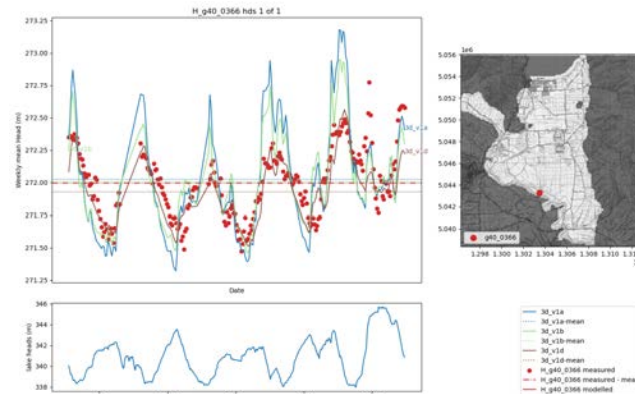 H_g40_0366 hds 1 of 1
273.25
273.00
272.75
272.50
272.25
272.00
271.75
271.50
271.25
Weekly mean Head (m)
3d_v1a
3d_v1d
Date
346
344
342
340
338
lake heads (m)
1e6
5.056
5.054
5.052
5.050
5.048
5.046
5.044
5.042
5.040
g40_0366
1.298 1.300 1.302 1.304 1.306 1.308 1.310 1.31
3d_v1a
3d_v1a-mean
3d_v1b
3d_v1b-mean
3d_v1d
3d_v1d-mean
H_g40_0366 measured
H_g40_0366 measured - mea
H_g40_0366 modelled